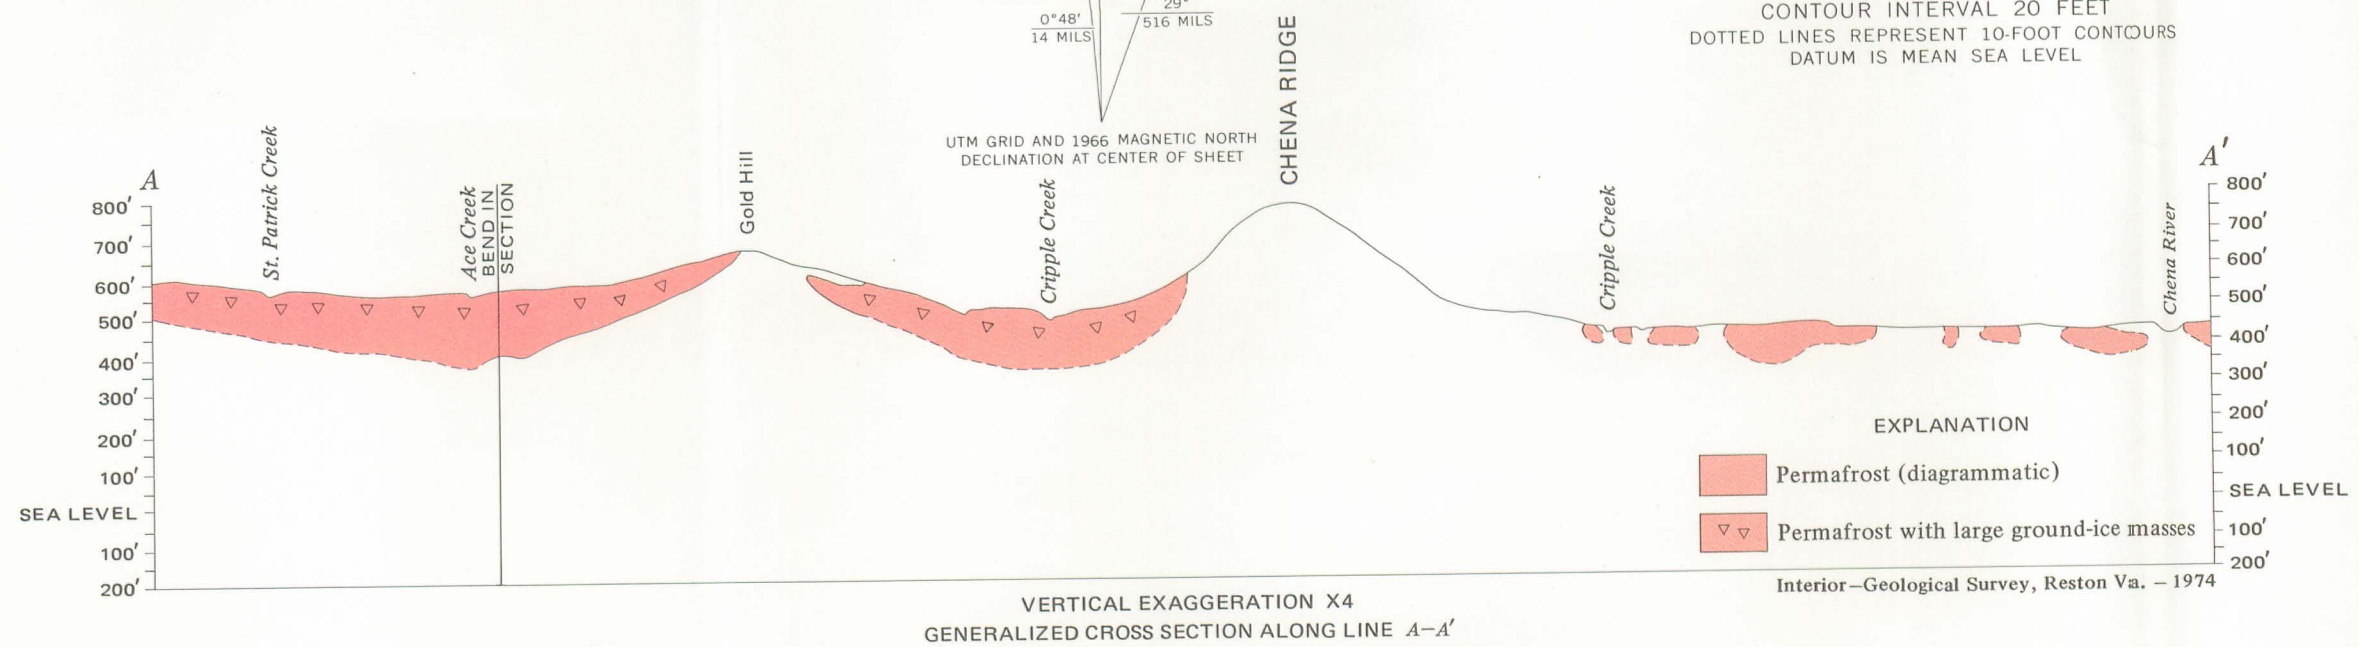 0°48'
14 MILS
29°
516 MILS
CONTOUR INTERVAL 20 FEET
DOTTED LINES REPRESENT 10-FOOT CONTOURS
DATUM IS MEAN SEA LEVEL
UTM GRID AND 1966 MAGNETIC NORTH
DECLINATION AT CENTER OF SHEET
A
St. Patrick Creek
Ace Creek
BEND IN
SECTION
Gold Hill
Cripple Creek
CHENA RIDGE
Cripple Creek
Chena River
A'
800'
700'
600'
500'
400'
300'
200'
100'
SEA LEVEL
100'
200'
800'
700'
600'
500'
400'
300'
200'
100'
SEA LEVEL
100'
200'
EXPLANATION
Permafrost (diagrammatic)
Permafrost with large ground-ice masses
Interior—Geological Survey, Reston Va. – 1974
VERTICAL EXAGGERATION X4
GENERALIZED CROSS SECTION ALONG LINE A–A'